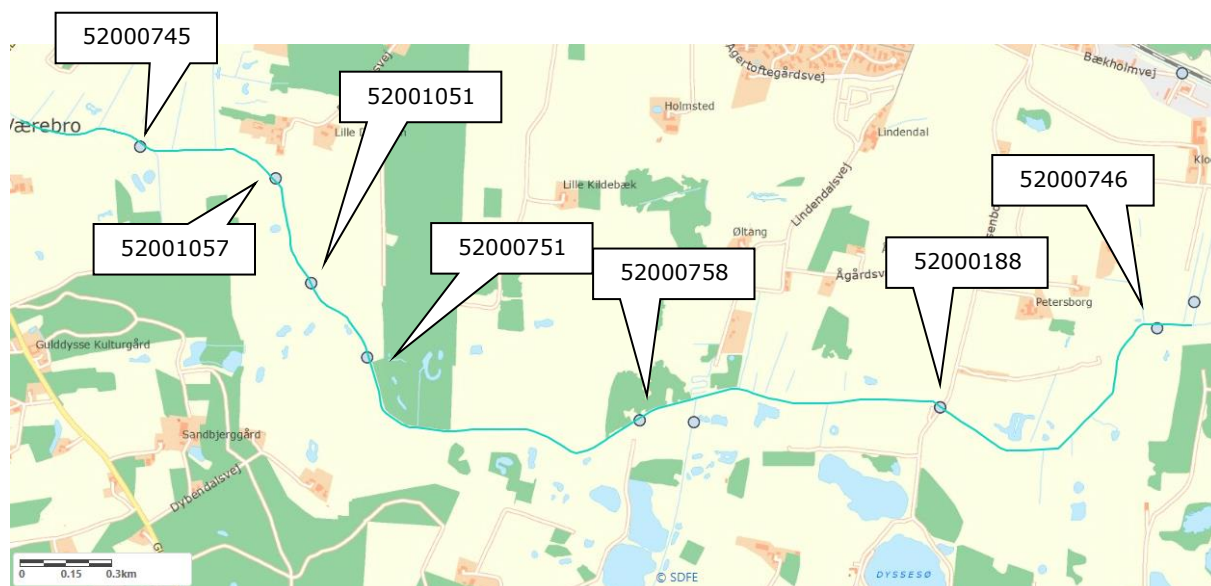 52000745
52001051
Agertoftegårdsvej
Bækholmvej
Værebro
Holmsted
Lindendal
Lille Kildebæk
Lindendalsvej
52000746
52001057
52000751
52000758
Øltang
52000188
Ågårdsv
Petersborg
Gulddysse Kulturgård
Sandbjerggård
Dybendalsvej
0 0.15 0.3km
© SDFE
DYSSESØ